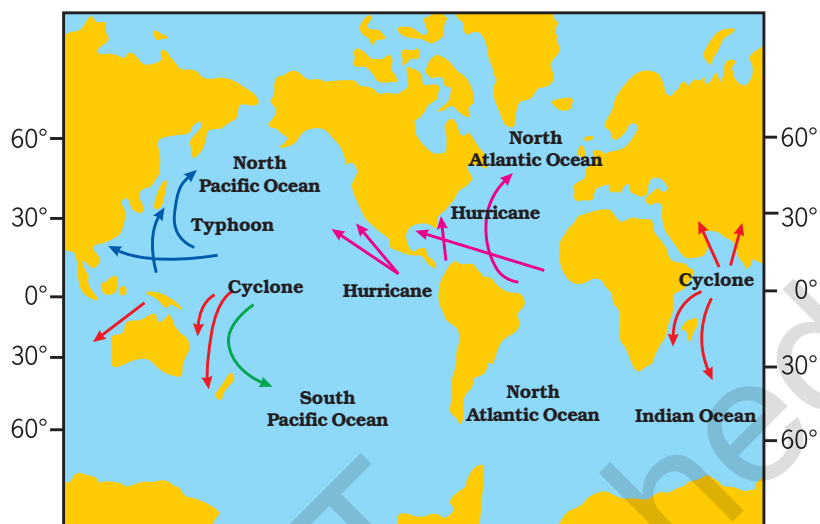 60°
30°
0°
30°
60°
60°
30°
0°
30°
60°
North
Pacific Ocean
Typhoon
Cyclone
Hurricane
North
Atlantic Ocean
Hurricane
Cyclone
South
Pacific Ocean
North
Atlantic Ocean
Indian Ocean